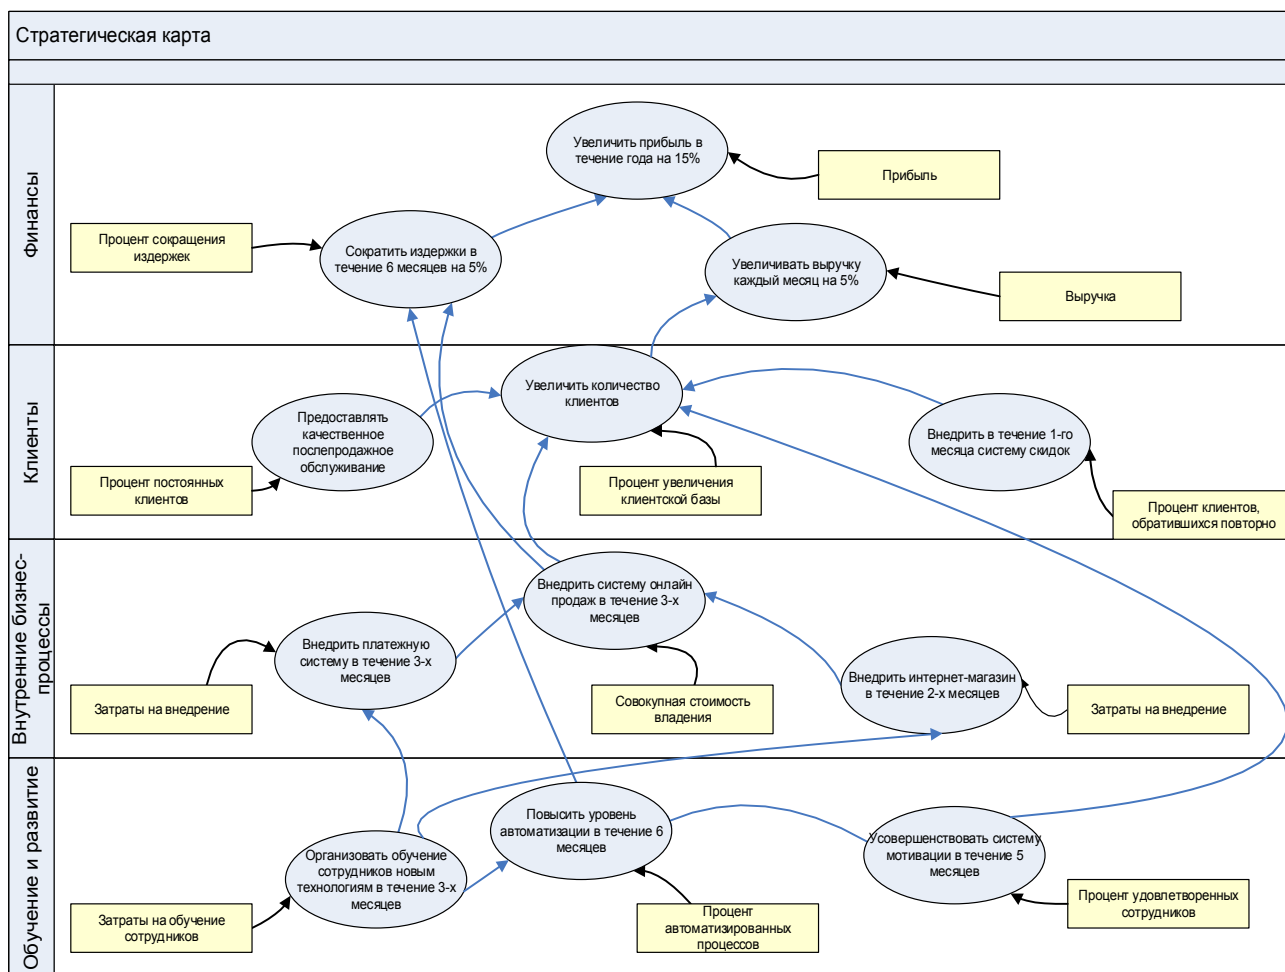 Стратегическая карта
Финансы
Увеличить прибыль в
течение года на 15%
Прибыль
Процент сокращения
издержек
Сократить издержки в
течение 6 месяцев на 5%
Увеличивать выручку
каждый месяц на 5%
Выручка
Клиенты
Увеличить количество
клиентов
Предоставлять
качественное
послепродажное
обслуживание
Внедрить в течение 1-го
месяца систему скидок
Процент постоянных
клиентов
Процент увеличения
клиентской базы
Процент клиентов,
обратившихся повторно
Внутренние бизнес-
процессы
Внедрить систему онлайн
продаж в течение 3-х
месяцев
Внедрить платежную
систему в течение 3-х
месяцев
Внедрить интернет-магазин
в течение 2-х месяцев
Затраты на внедрение
Совокупная стоимость
владения
Затраты на внедрение
Обучение и развитие
Повысить уровень
автоматизации в течение 6
месяцев
Усовершенствовать систему
мотивации в течение 5
месяцев
Организовать обучение
сотрудников новым
технологиям в течение 3-х
месяцев
Затраты на обучение
сотрудников
Процент
автоматизированных
процессов
Процент удовлетворенных
сотрудников